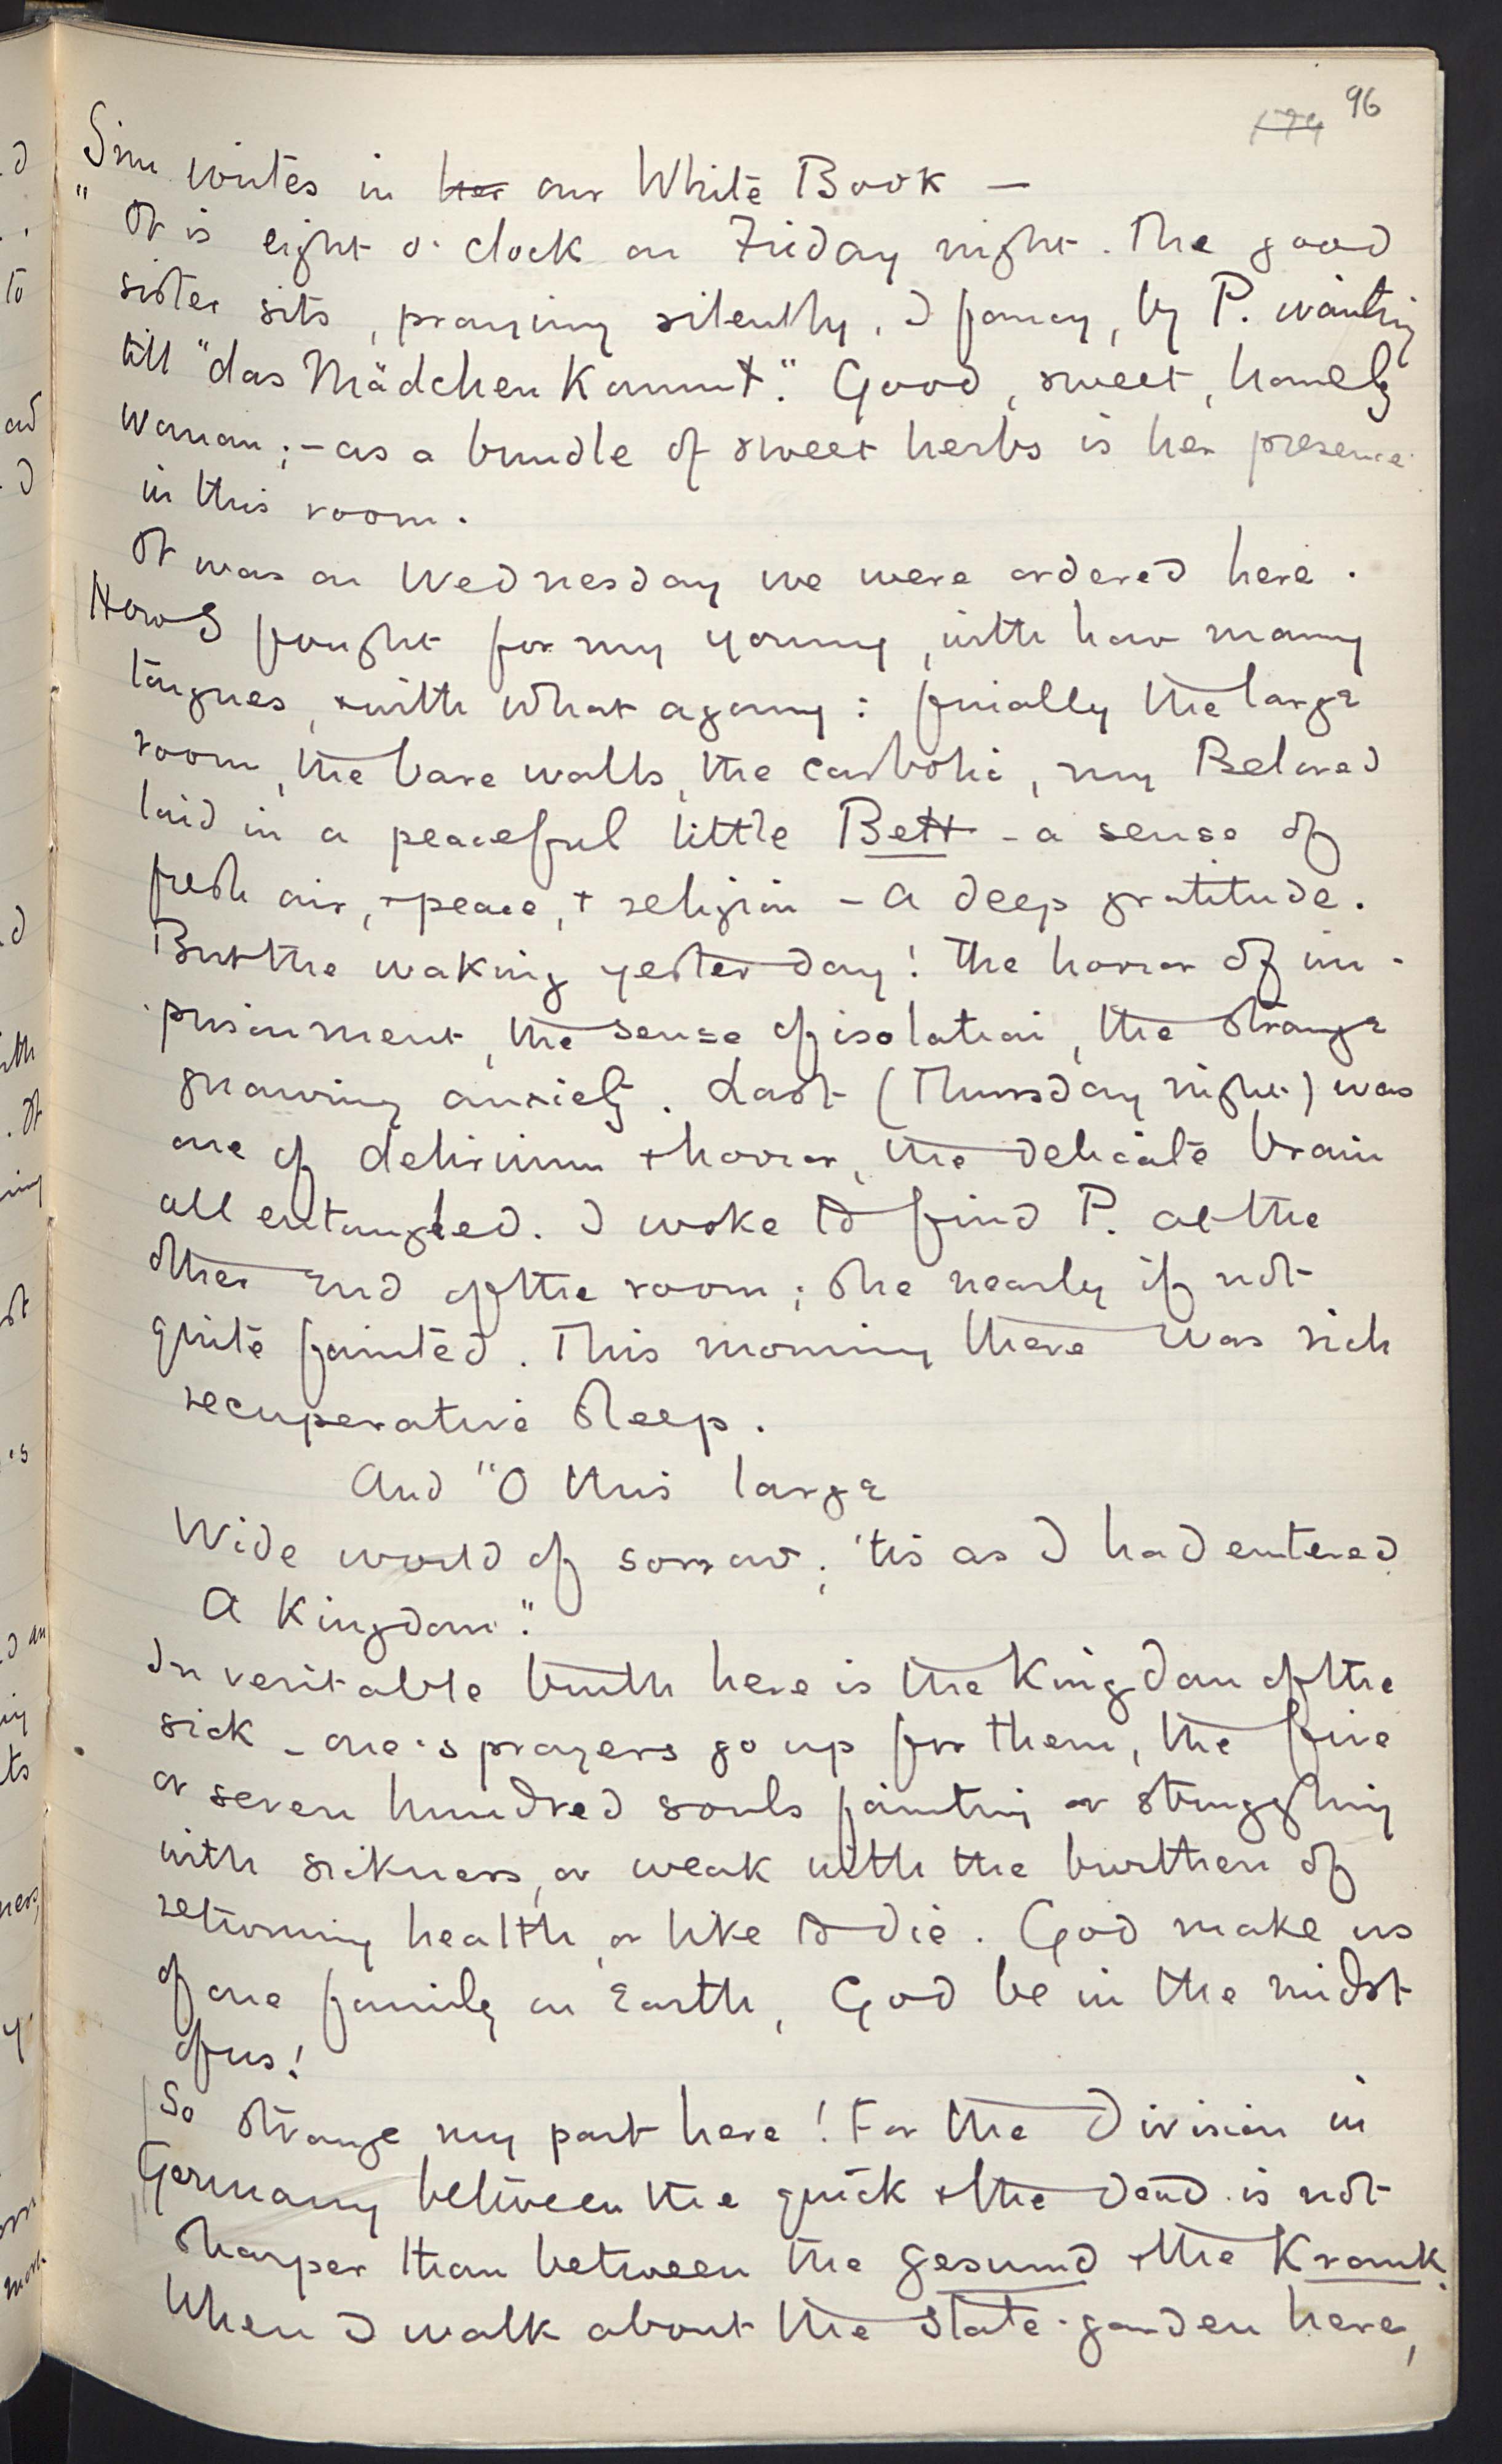 96
Sim writes in her our White Book —
"It is eight o'clock on Friday night. The good
sister sits, praying silently, I fancy, by P. waiting
till "das Mädchen kommt." Good, sweet, homely
woman; – as a bundle of sweet herbs is her presence
in this room.
It was on Wednesday we were ordered here.
How I fought for my young, with how many
tongues, & with what agony: finially the large
room, the bare walls, the carbolic, my Beloved
laid in a peaceful little Bett – a sense of
fresh air, & peace, & religion – a deep gratitude.
But the waking yesterday! the horror of im-
prisonment, the sense of isolation, the strange
gnawing anxiety. Last (Thursday night) was
one of delirium & horror, the delicate brain
all entangled. I woke to find P. at the
other end of the room; she nearly if not
quite fainted. This morning there was rich
recuperative sleep.
And "O this large
Wide world of sorrow; 'tis as I had entered
A Kingdom".
In veritable truth here is the Kingdom of the
sick – one's prayers go up for them, the five
or seven hundred souls fainting or struggling
with sickness, or weak with the burthen of
returning health, or like to die. God make us
of one family on Earth, God be in the midst
of us!
So strange my part here! For the Division in
Germany between the quick & the dead is not
sharper than between the gesund & the Krank.
When I walk about the state-garden here,